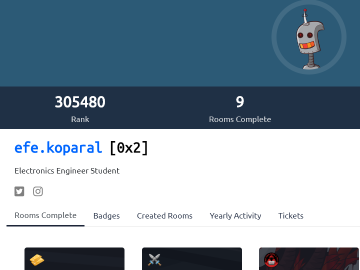 305480
9
Rank
Rooms Complete
efe.koparal [0x2]
Electronics Engineer Student
Rooms Complete
Badges
Created Rooms
Yearly Activity
Tickets